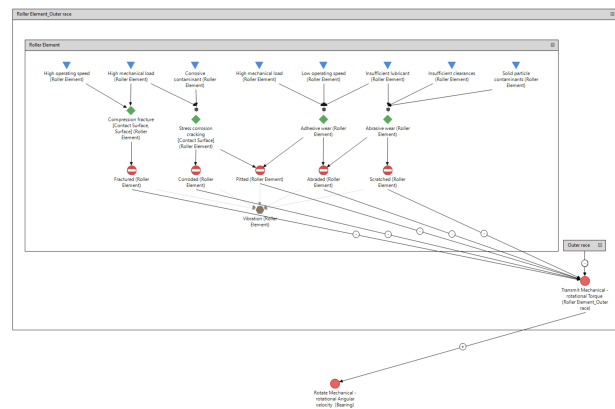 Roller Element_Outer race
Roller Element
High operating speed
(Roller Element)
High mechanical load
(Roller Element)
Corrosive
contaminant (Roller
Element)
High mechanical load
(Roller Element)
Low operating speed
(Roller Element)
Insufficient lubricant
(Roller Element)
Insufficient clearances
(Roller Element)
Solid particle
contaminants (Roller
Element)
Compression fracture
[Contact Surface,
Surface] (Roller
Element)
Stress corrosion
cracking
[Contact Surface]
(Roller Element)
Adhesive wear (Roller
Element)
Abrasive wear (Roller
Element)
Fractured (Roller
Element)
Corroded (Roller
Element)
Pitted (Roller Element)
Abraded (Roller
Element)
Scratched (Roller
Element)
Vibration (Roller
Element)
Outer race
Transmit Mechanical -
rotational Torque
(Roller Element_Outer
race)
Rotate Mechanical -
rotational Angular
velocity (Bearing)